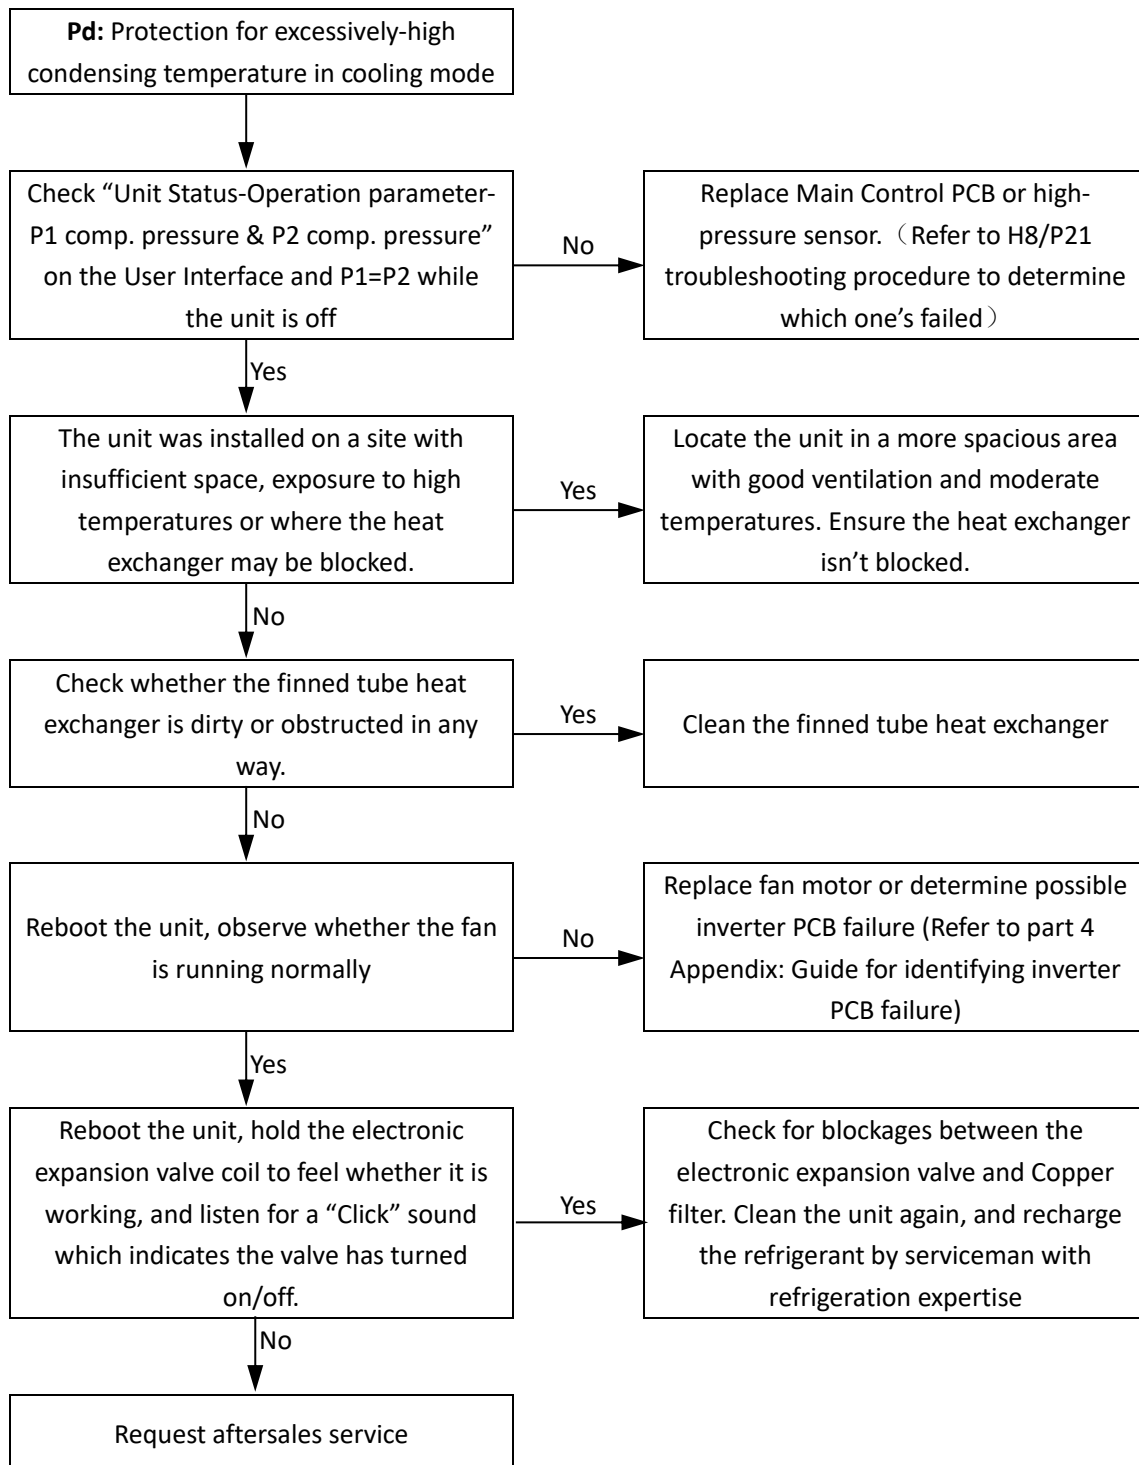 Pd: Protection for excessively-high
condensing temperature in cooling mode
Check “Unit Status-Operation parameter-
P1 comp. pressure & P2 comp. pressure”
on the User Interface and P1=P2 while
the unit is off
No
Replace Main Control PCB or high-
pressure sensor.（Refer to H8/P21
troubleshooting procedure to determine
which one’s failed）
Yes
The unit was installed on a site with
insufficient space, exposure to high
temperatures or where the heat
exchanger may be blocked.
Yes
Locate the unit in a more spacious area
with good ventilation and moderate
temperatures. Ensure the heat exchanger
isn’t blocked.
No
Check whether the finned tube heat
exchanger is dirty or obstructed in any
way.
Yes
Clean the finned tube heat exchanger
No
Reboot the unit, observe whether the fan
is running normally
No
Replace fan motor or determine possible
inverter PCB failure (Refer to part 4
Appendix: Guide for identifying inverter
PCB failure)
Yes
Reboot the unit, hold the electronic
expansion valve coil to feel whether it is
working, and listen for a “Click” sound
which indicates the valve has turned
on/off.
Yes
Check for blockages between the
electronic expansion valve and Copper
filter. Clean the unit again, and recharge
the refrigerant by serviceman with
refrigeration expertise
No
Request aftersales service